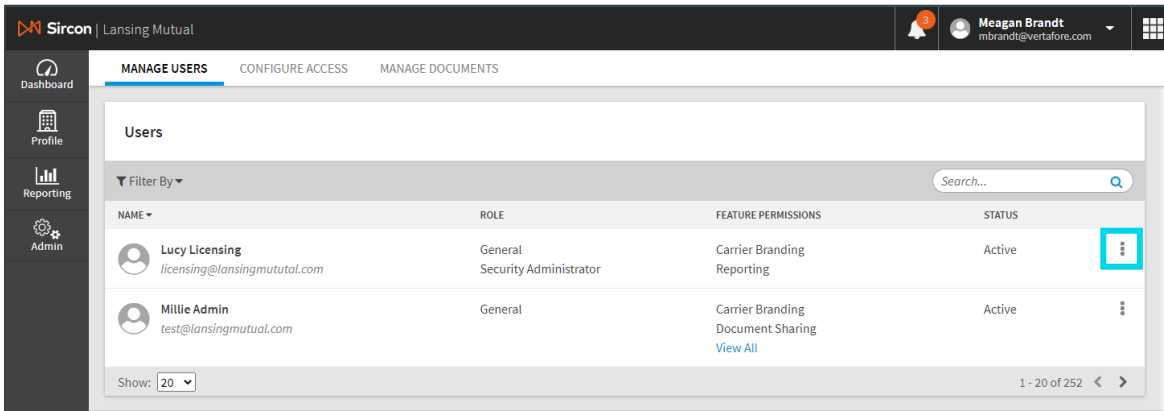 Sircon | Lansing Mutual
3
Meagan Brandt
mbrandt@vertafore.com
Dashboard
Profile
Reporting
Admin
MANAGE USERS CONFIGURE ACCESS MANAGE DOCUMENTS
Users
Filter By
Search...
NAME ROLE FEATURE PERMISSIONS STATUS
Lucy Licensing General Carrier Branding Active
licensing@lansingmututal.com Security Administrator Reporting
Millie Admin General Carrier Branding Active
test@lansingmutual.com Document Sharing
View All
Show: 20 1 - 20 of 252